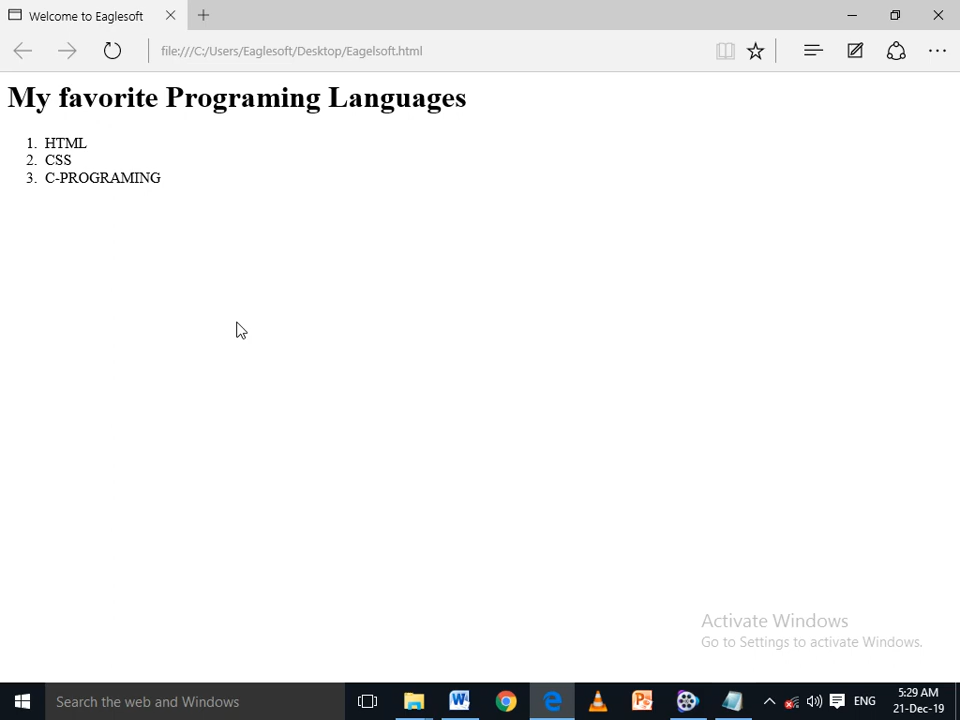 Welcome to Eaglesoft
file:///C:/Users/Eaglesoft/Desktop/Eagelsoft.html
My favorite Programing Languages
1. HTML
2. CSS
3. C-PROGRAMING
Activate Windows
Go to Settings to activate Windows.
Search the web and Windows
ENG
5:29 AM
21-Dec-19